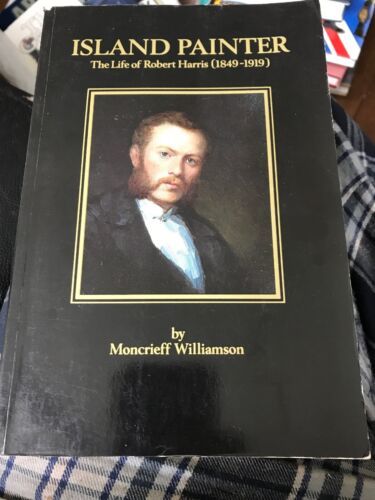 ISLAND PAINTER
The Life of Robert Harris (1849-1919)
by
Moncrieff Williamson